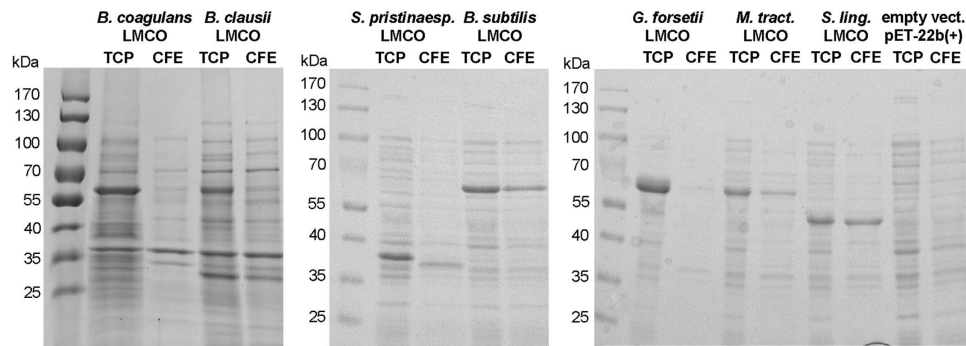 B. coagulans B. clausii
LMCO LMCO
kDa TCP CFE TCP CFE
170
130
100
70
55
40
35
25
S. pristinaesp. B. subtilis
LMCO LMCO
kDa TCP CFE TCP CFE
170
130
100
70
55
40
35
25
G. forsetii M. tract. S. ling. empty vect.
LMCO LMCO LMCO pET-22b(+)
kDa TCP CFE TCP CFE TCP CFE TCP CFE
170
130
100
70
55
40
35
25